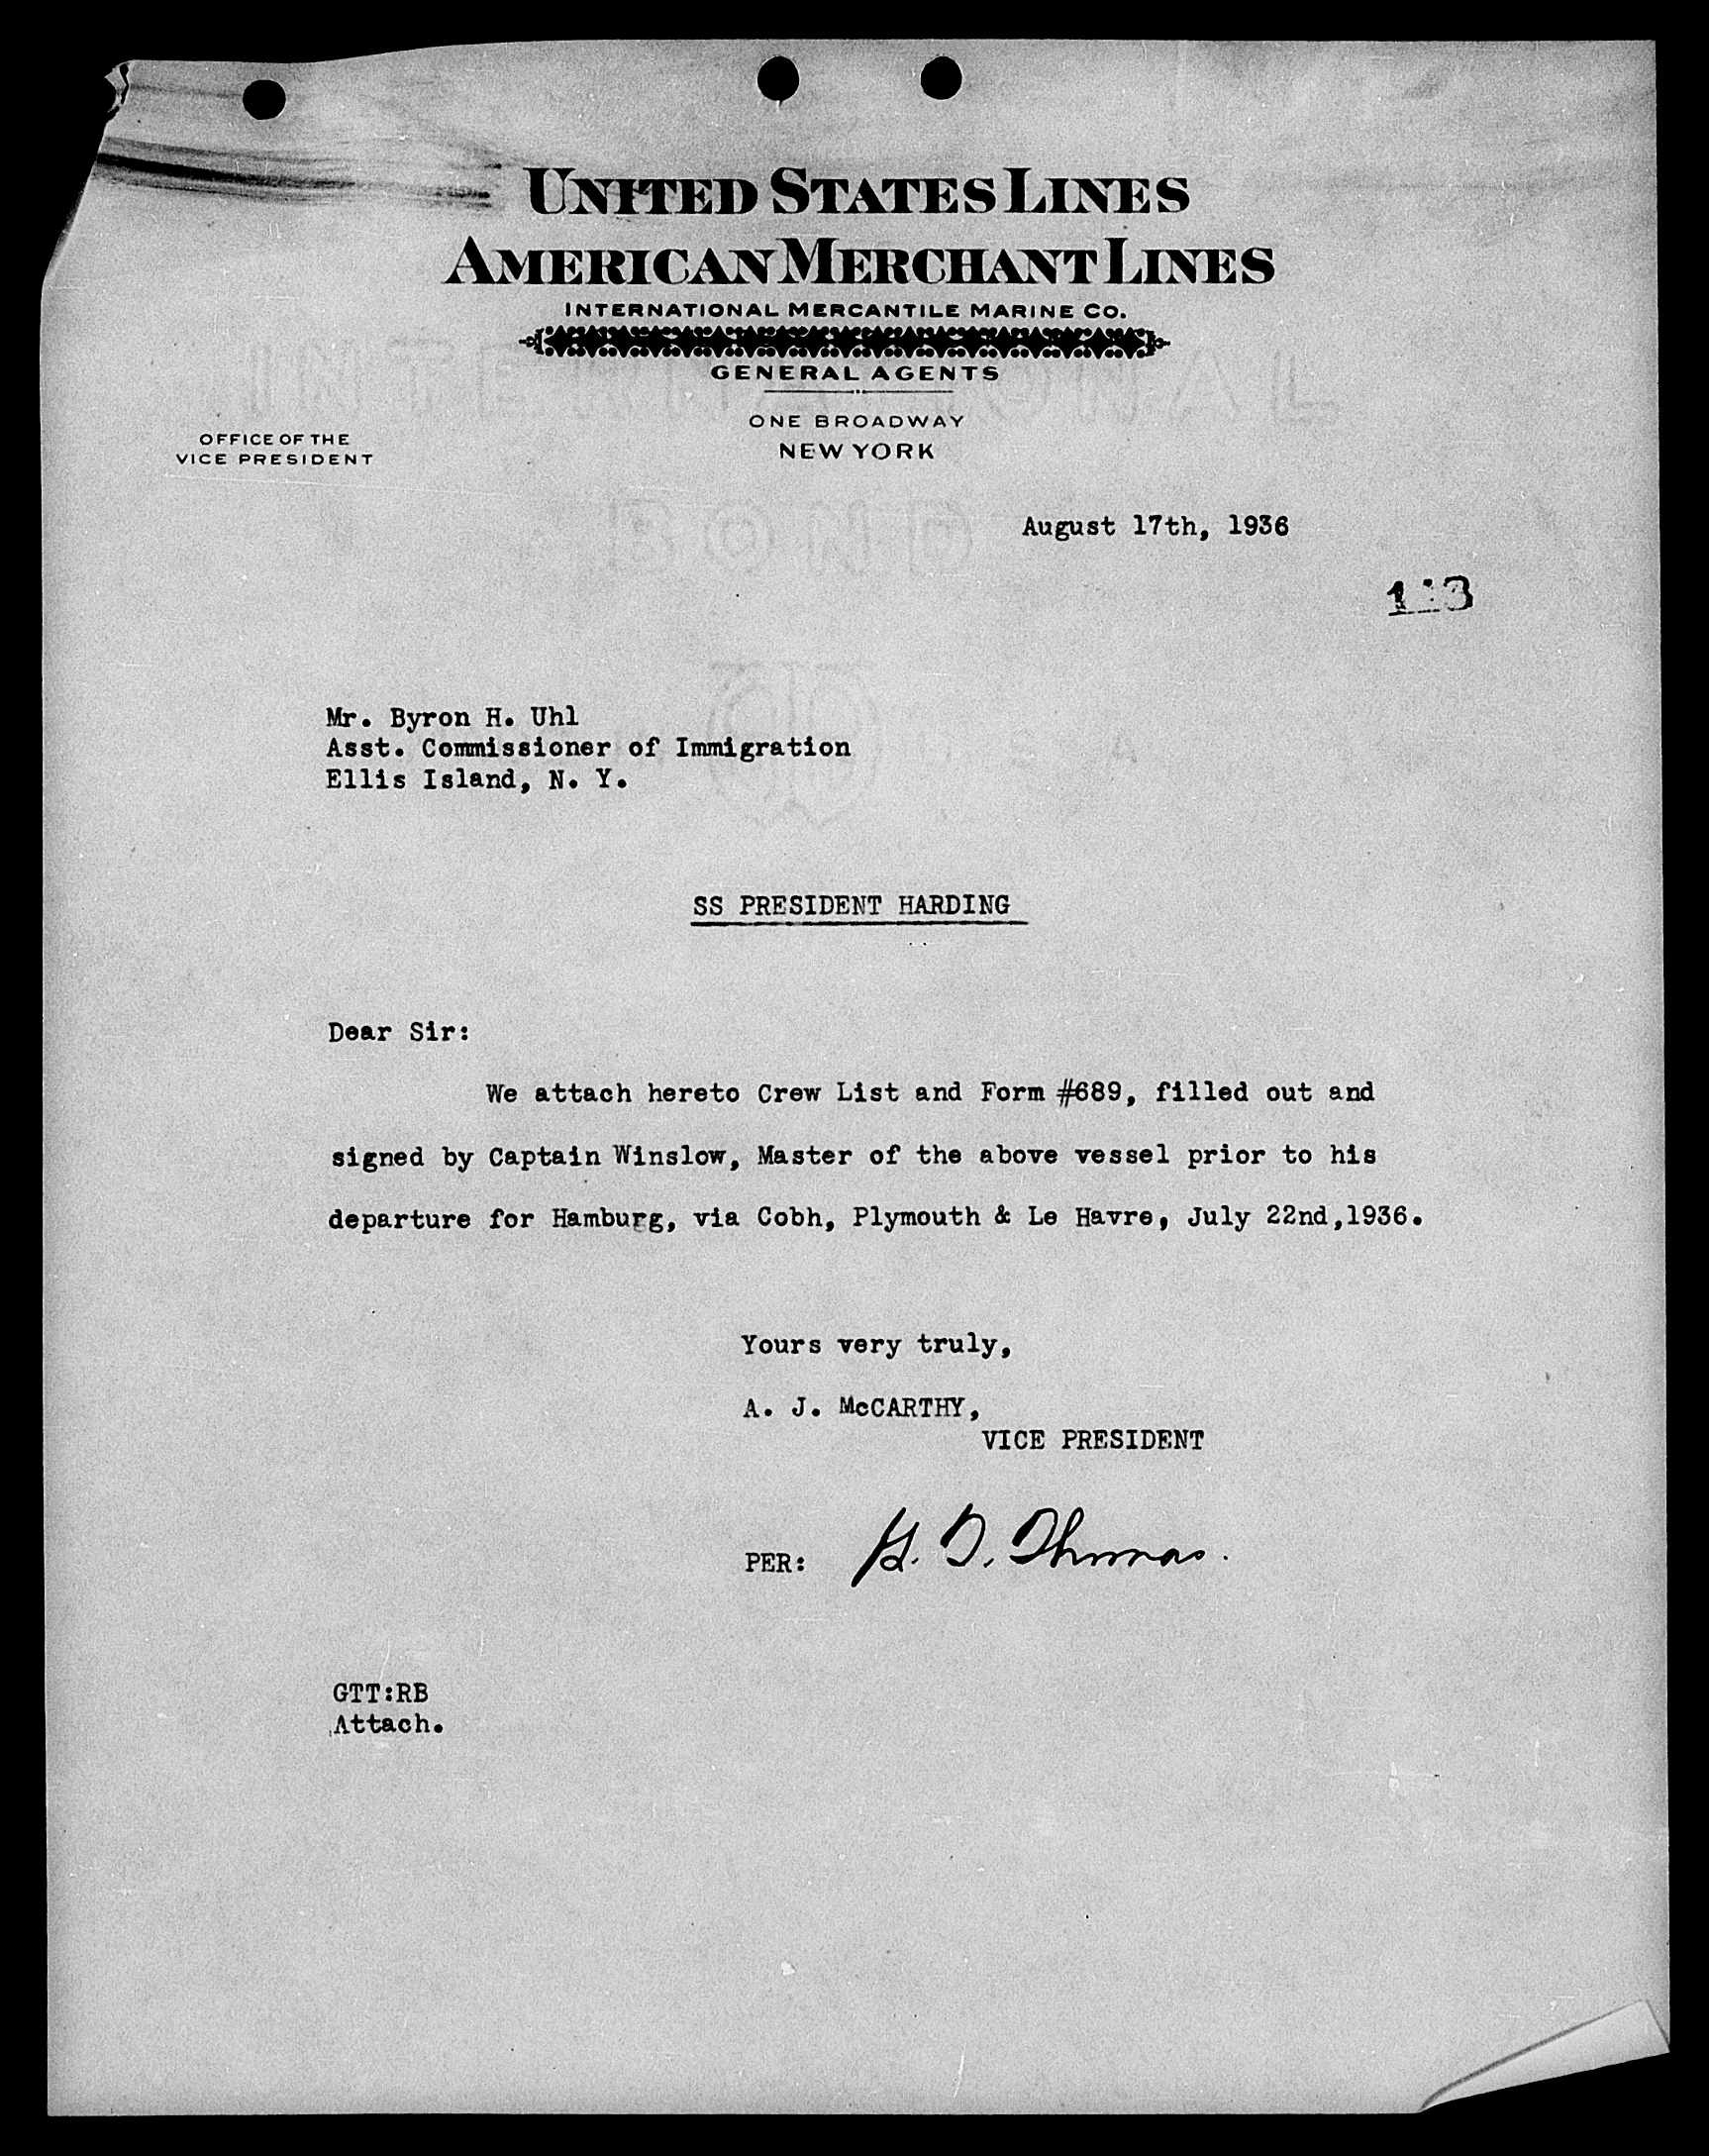 UNITED STATES LINES
AMERICAN MERCHANT LINES
INTERNATIONAL MERCANTILE MARINE CO.
GENERAL AGENTS
ONE BROADWAY
NEW YORK
OFFICE OF THE
VICE PRESIDENT
August 17th, 1936
Mr. Byron H. Uhl
Asst. Commissioner of Immigration
Ellis Island, N. Y.
SS PRESIDENT HARDING
Dear Sir:
We attach hereto Crew List and Form #689, filled out and
signed by Captain Winslow, Master of the above vessel prior to his
departure for Hamburg, via Cobh, Plymouth & Le Havre, July 22nd,1936.
Yours very truly,
A. J. McCARTHY,
VICE PRESIDENT
PER: Thomas.
GTT:RB
Attach.